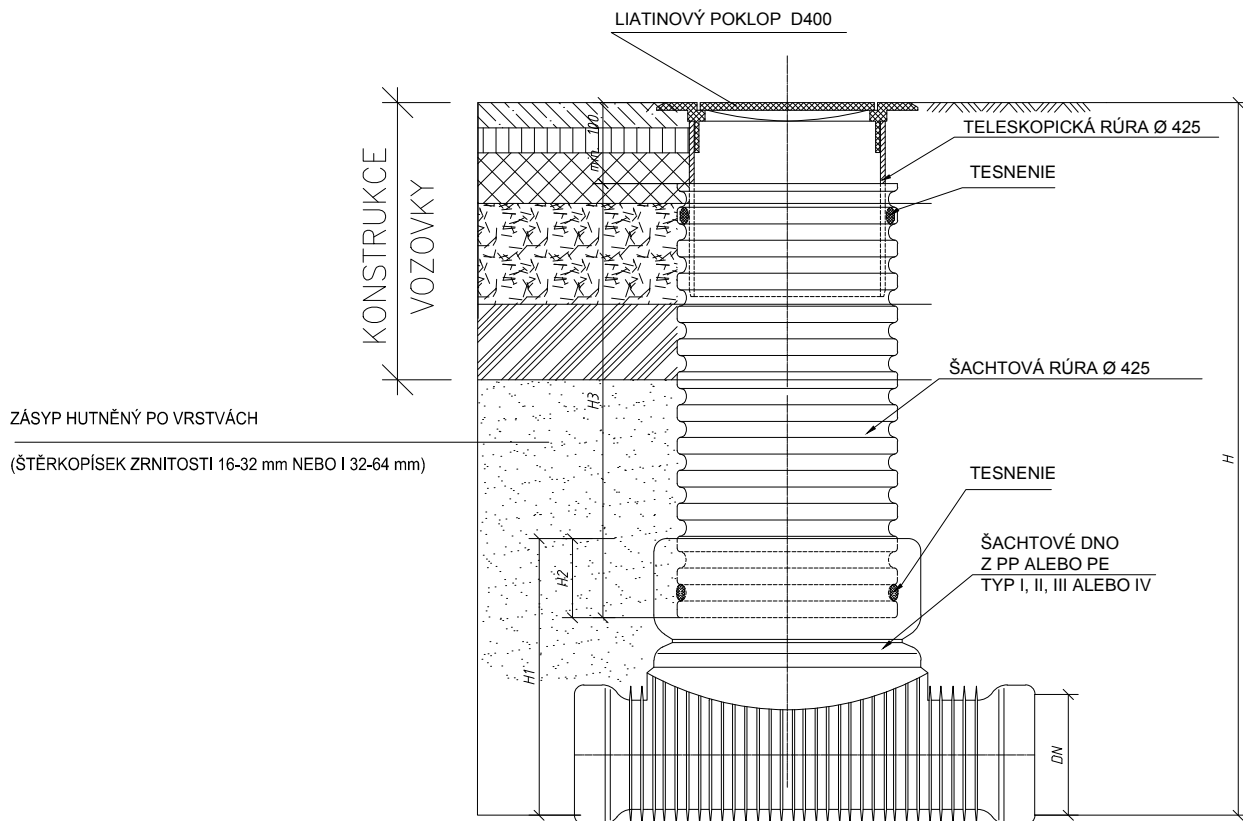 LIATINOVÝ POKLOP D400
TELESKOPICKÁ RÚRA Ø 425
TESNENIE
min. 100
KONSTRUKCE
VOZOVKY
ŠACHTOVÁ RÚRA Ø 425
H3
ZÁSYP HUTNĚNÝ PO VRSTVÁCH
(ŠTĚRKOPÍSEK ZRNITOSTI 16-32 mm NEBO I 32-64 mm)
H
TESNENIE
ŠACHTOVÉ DNO
Z PP ALEBO PE
TYP I, II, III ALEBO IV
H2
H1
DN